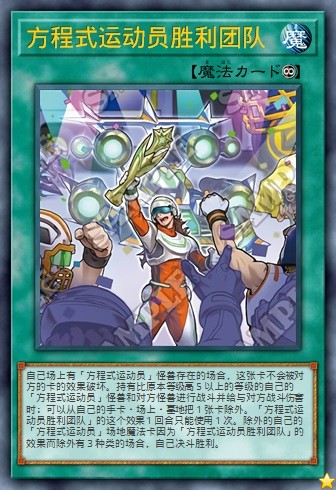 方程式运动员胜利团队
魔
【魔法カード】
自己场上有「方程式运动员」怪兽存在的场合，这张卡不会被对
方的卡的效果破坏。持有比原本等级高５以上的等级的自己的
「方程式运动员」怪兽和对方怪兽进行战斗并给与对方战斗伤害
时：可以从自己的手卡·场上·墓地把１张卡除外。「方程式运
动员胜利团队」的这个效果１回合只能使用１次。除外的自己的
「方程式运动员」场地魔法卡因为「方程式运动员胜利团队」的
效果而除外有３种类的场合，自己决斗胜利。